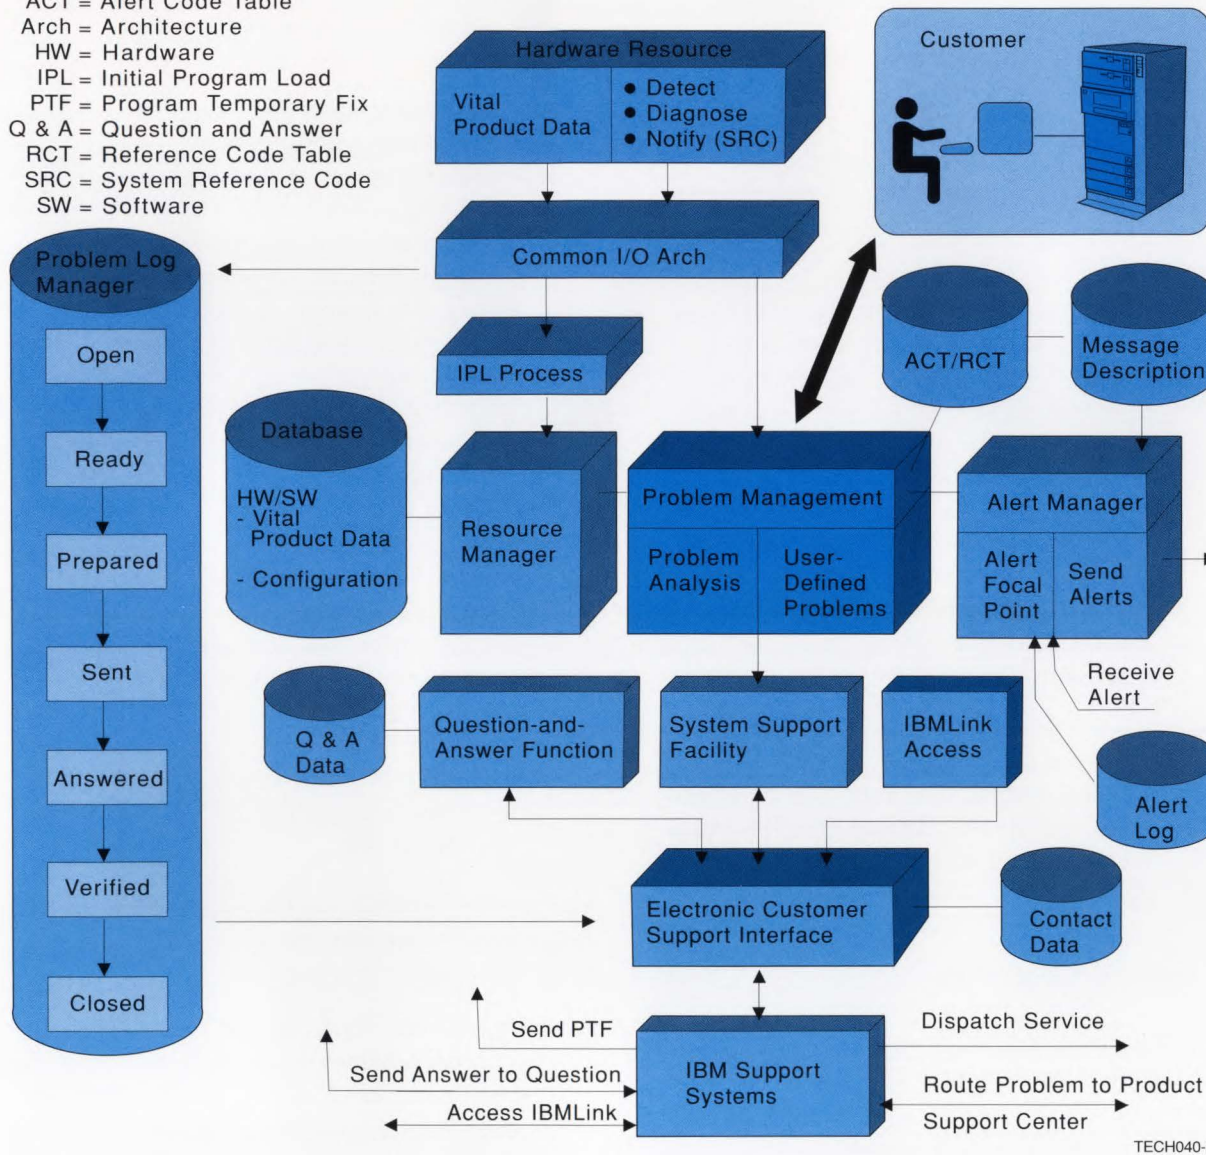 ACT = Alert Code Table
Arch = Architecture
HW = Hardware
IPL = Initial Program Load
PTF = Program Temporary Fix
Q & A = Question and Answer
RCT = Reference Code Table
SRC = System Reference Code
SW = Software
Hardware Resource
Vital
Product Data
● Detect
● Diagnose
● Notify (SRC)
Customer
Common I/O Arch
Problem Log
Manager
Open
Ready
Prepared
Sent
Answered
Verified
Closed
IPL Process
ACT/RCT
Message
Description
Database
HW/SW
- Vital
Product Data
- Configuration
Resource
Manager
Problem Management
Problem
Analysis
User-
Defined
Problems
Alert Manager
Alert
Focal
Point
Send
Alerts
Receive
Alert
Q & A
Data
Question-and-
Answer Function
System Support
Facility
IBMLink
Access
Alert
Log
Electronic Customer
Support Interface
Contact
Data
Send PTF
Send Answer to Question
Access IBMLink
IBM Support
Systems
Dispatch Service
Route Problem to Product
Support Center
TECH040-